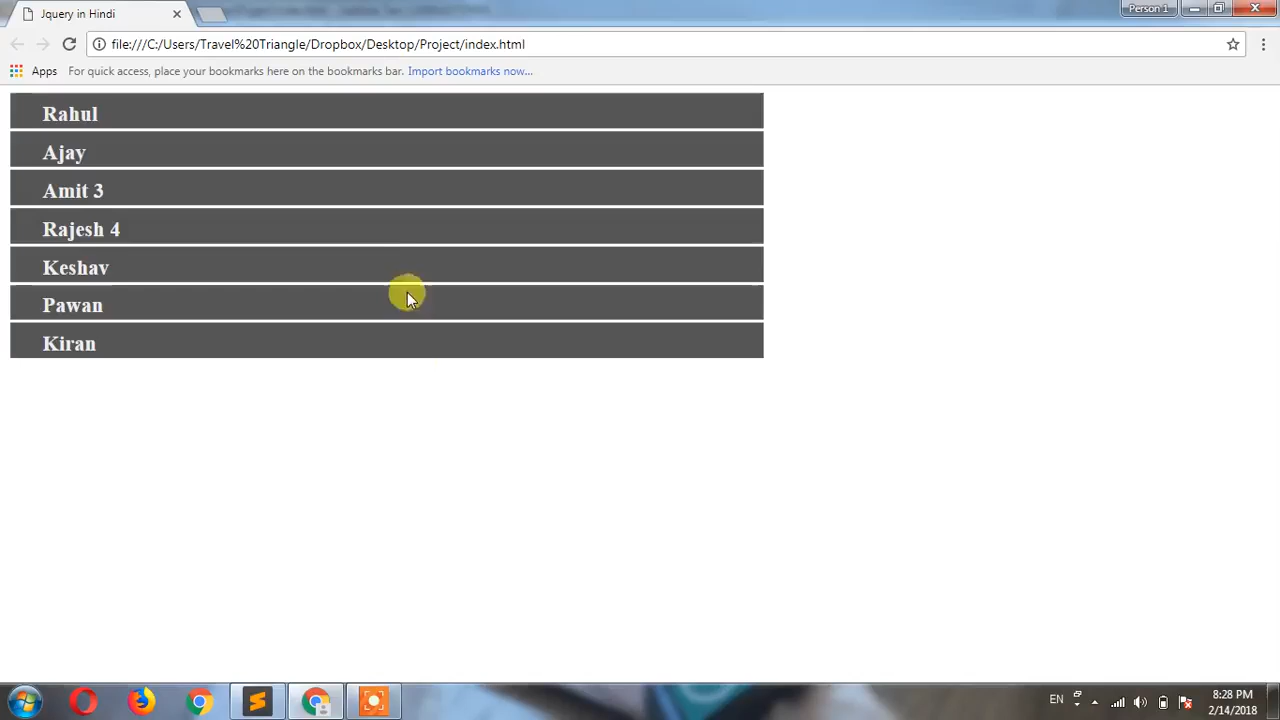 Jquery in Hindi
Person 1
file:///C:/Users/Travel%20Triangle/Dropbox/Desktop/Project/index.html
Apps For quick access, place your bookmarks here on the bookmarks bar. Import bookmarks now...
Rahul
Ajay
Amit 3
Rajesh 4
Keshav
Pawan
Kiran
EN
8:28 PM
2/14/2018